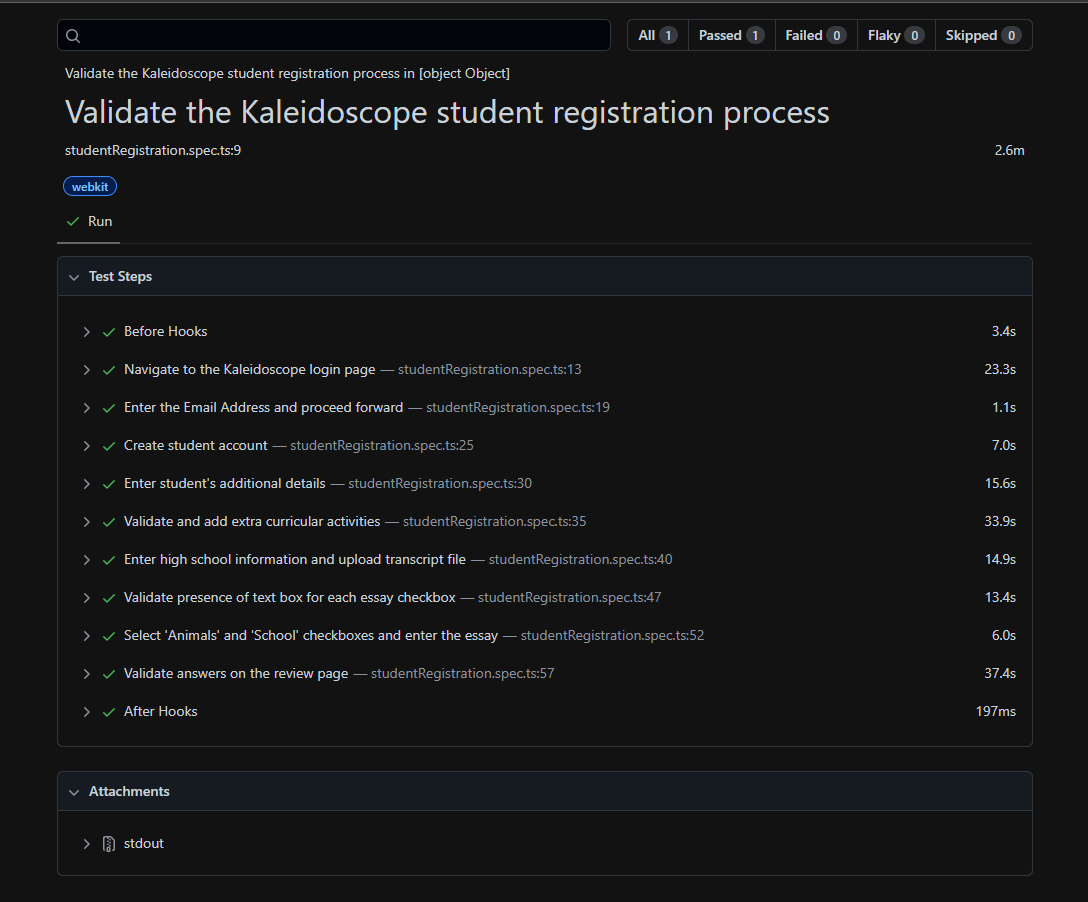 All 1 Passed 1 Failed 0 Flaky 0 Skipped 0
Validate the Kaleidoscope student registration process in [object Object]
Validate the Kaleidoscope student registration process
studentRegistration.spec.ts:9 2.6m
webkit
Run
Test Steps
Before Hooks 3.4s
Navigate to the Kaleidoscope login page — studentRegistration.spec.ts:13 23.3s
Enter the Email Address and proceed forward — studentRegistration.spec.ts:19 1.1s
Create student account — studentRegistration.spec.ts:25 7.0s
Enter student's additional details — studentRegistration.spec.ts:30 15.6s
Validate and add extra curricular activities — studentRegistration.spec.ts:35 33.9s
Enter high school information and upload transcript file — studentRegistration.spec.ts:40 14.9s
Validate presence of text box for each essay checkbox — studentRegistration.spec.ts:47 13.4s
Select 'Animals' and 'School' checkboxes and enter the essay — studentRegistration.spec.ts:52 6.0s
Validate answers on the review page — studentRegistration.spec.ts:57 37.4s
After Hooks 197ms
Attachments
stdout